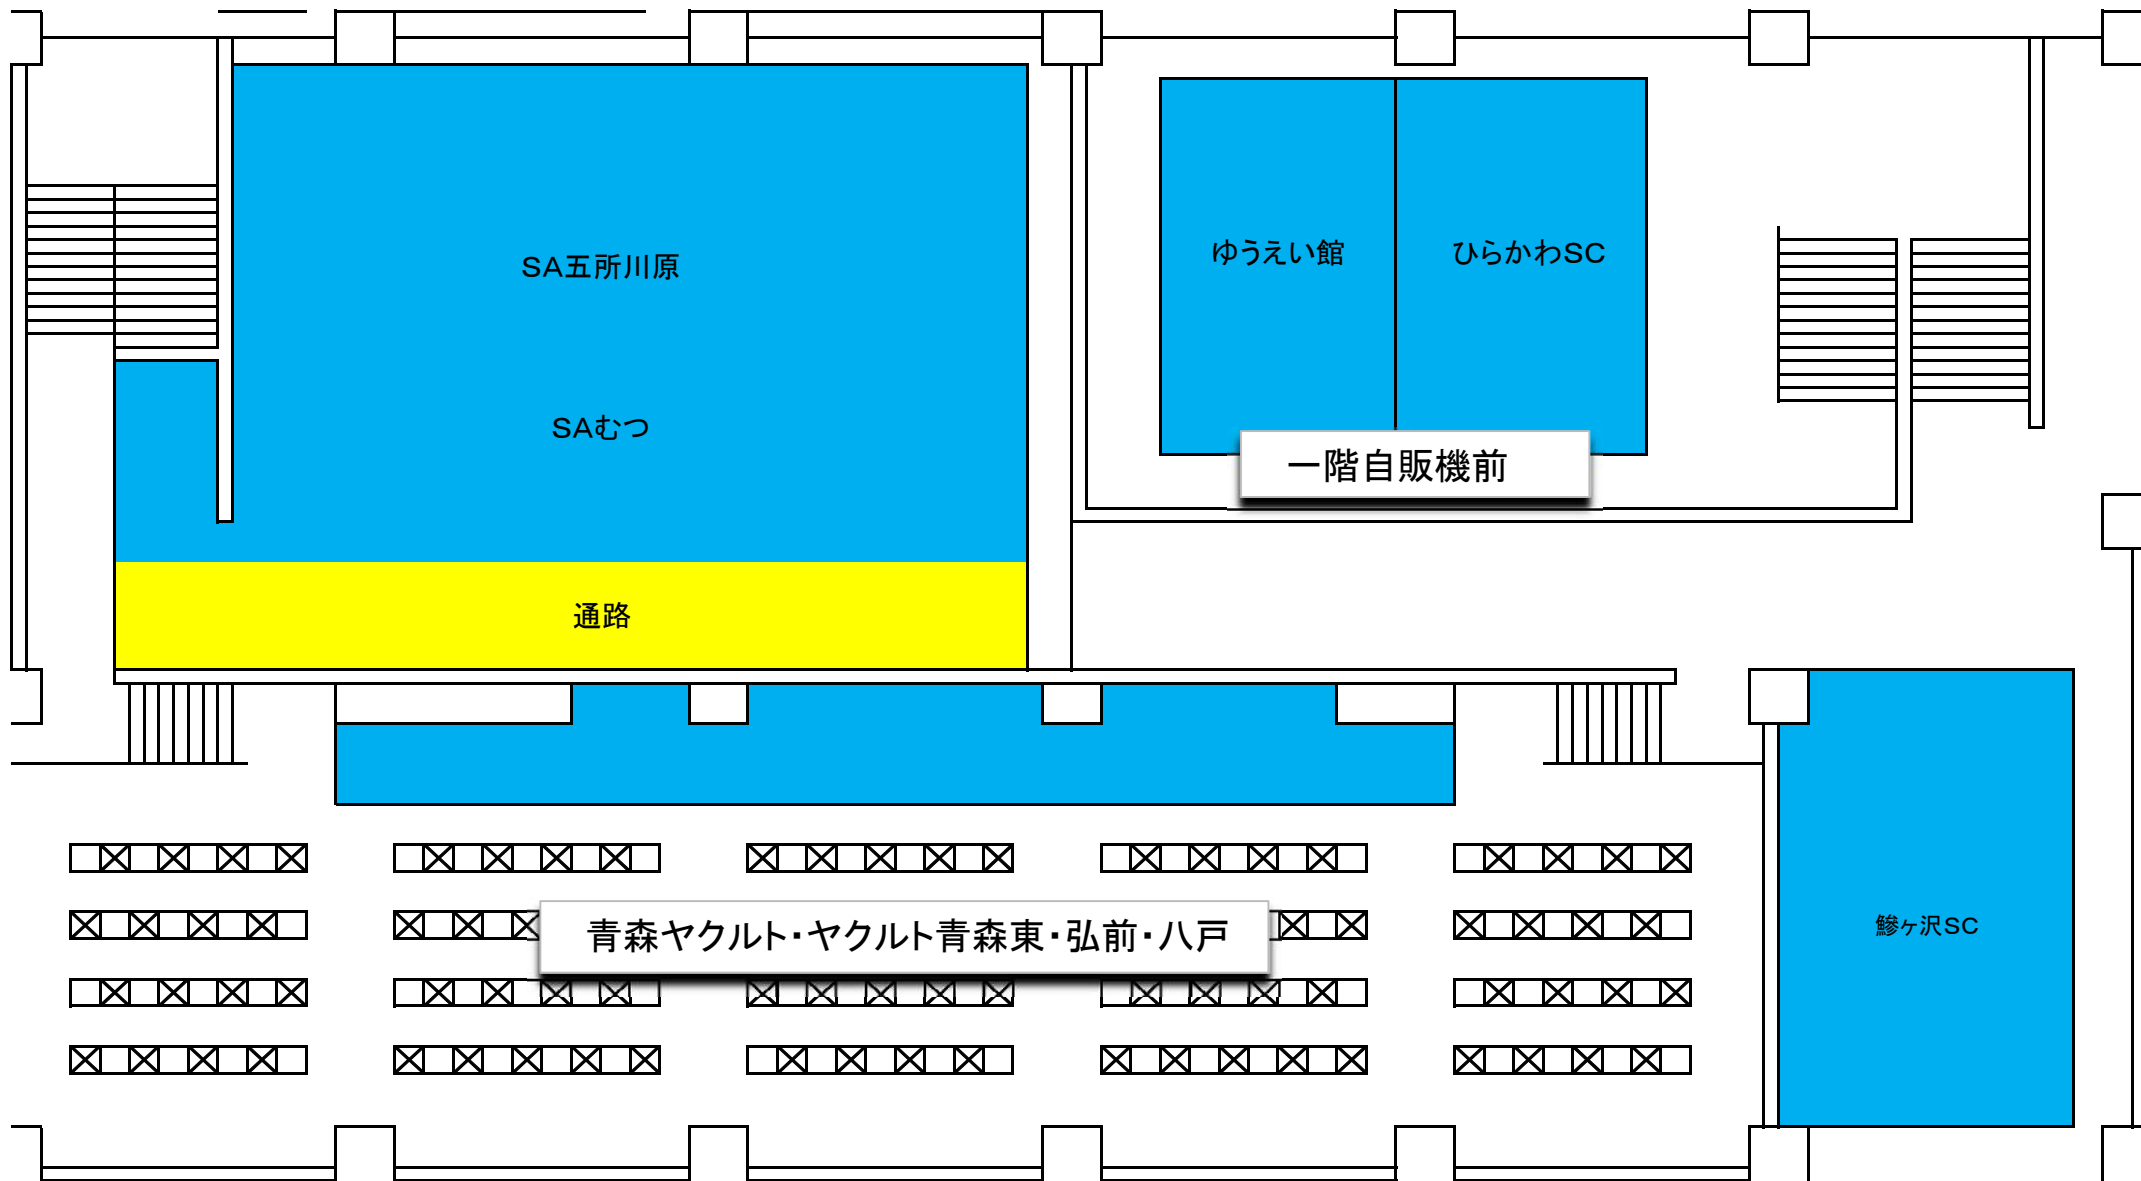 SA五所川原
SAむつ
通路
ゆうえい館
ひらかわSC
一階自販機前
青森ヤクルト・ヤクルト青森東・弘前・八戸
鰺ヶ沢SC